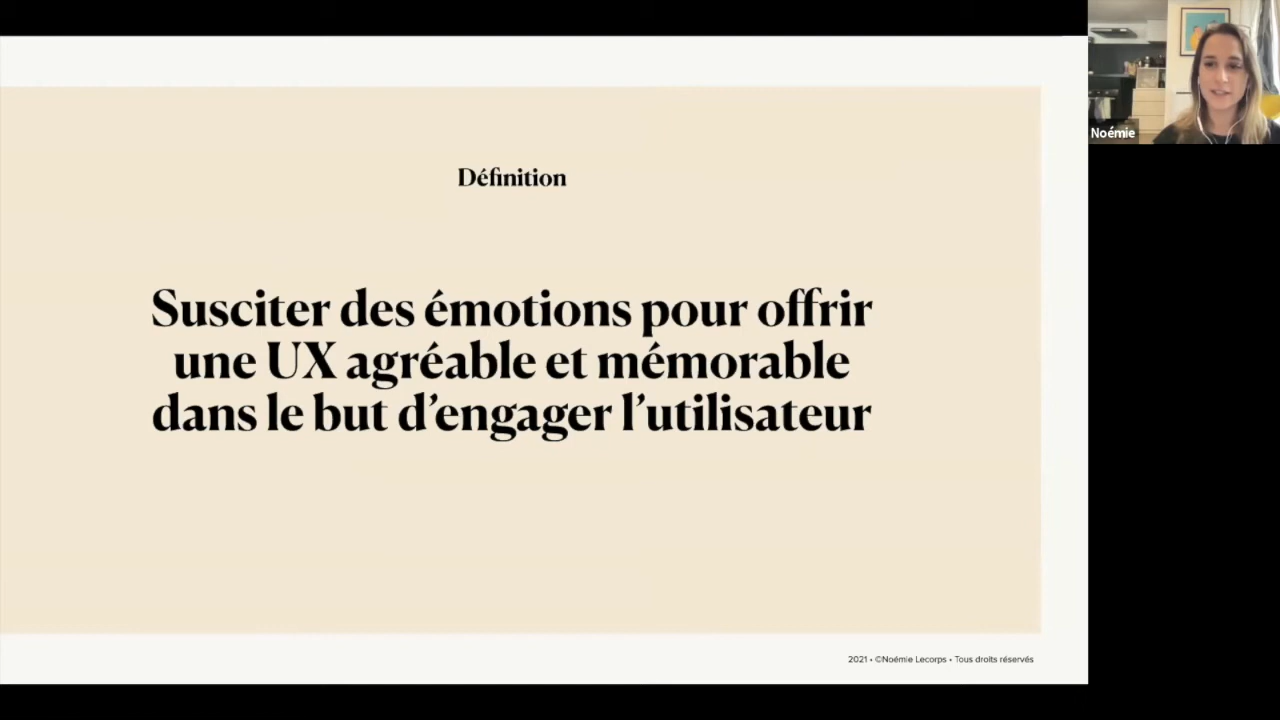 Noémie
Définition
Susciter des émotions pour offrir
une UX agréable et mémorable
dans le but d’engager l’utilisateur
2021 • ©Noémie Lecorps • Tous droits réservés